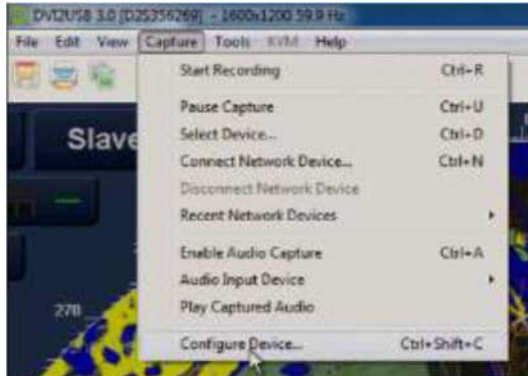 DVI2USB 3.0 [D2S356269] - 1600x1200 59.9 Hz
File Edit View Capture Tools KVM Help
Start Recording Ctrl+R
Pause Capture Ctrl+U
Select Device... Ctrl+D
Connect Network Device... Ctrl+N
Disconnect Network Device
Recent Network Devices
Enable Audio Capture Ctrl+A
Audio Input Device
Play Captured Audio
Configure Device... Ctrl+Shift+C
Slave
270